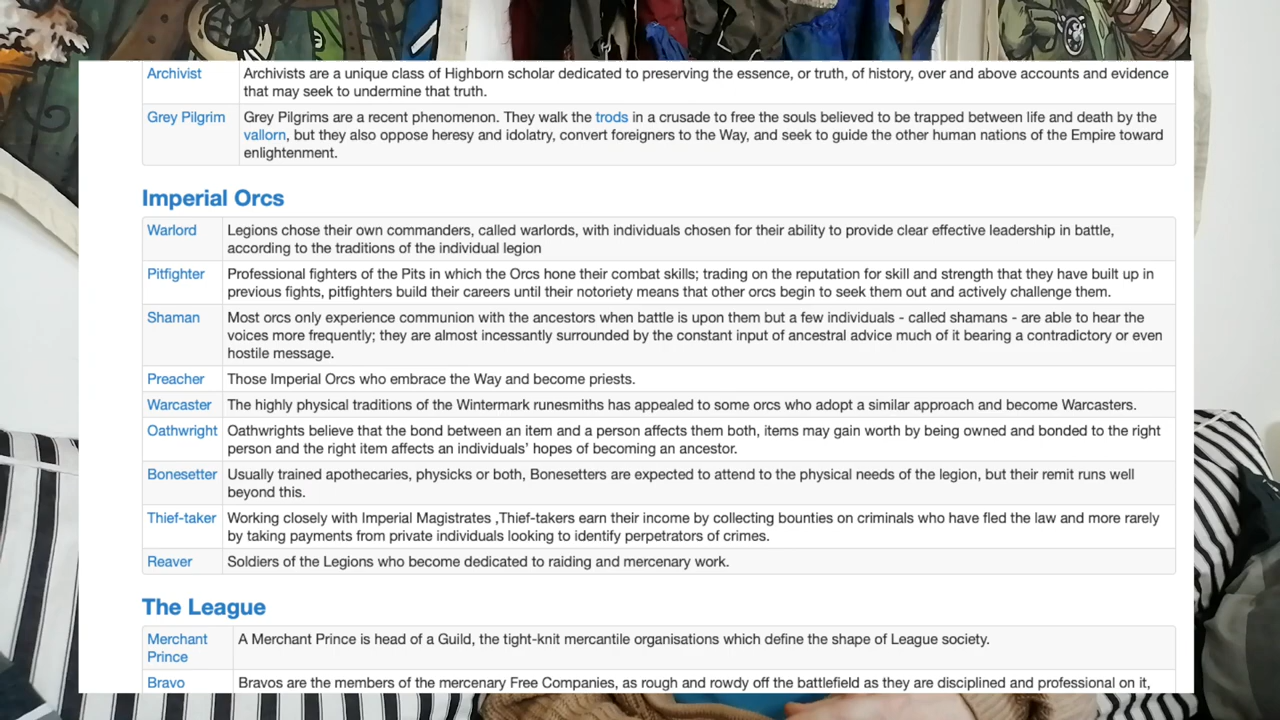 Archivist
Archivists are a unique class of Highborn scholar dedicated to preserving the essence, or truth, of history, over and above accounts and evidence
that may seek to undermine that truth.
Grey Pilgrim
Grey Pilgrims are a recent phenomenon. They walk the trods in a crusade to free the souls believed to be trapped between life and death by the
vallorn, but they also oppose heresy and idolatry, convert foreigners to the Way, and seek to guide the other human nations of the Empire toward
enlightenment.
Imperial Orcs
Warlord
Legions chose their own commanders, called warlords, with individuals chosen for their ability to provide clear effective leadership in battle,
according to the traditions of the individual legion
Pitfighter
Professional fighters of the Pits in which the Orcs hone their combat skills; trading on the reputation for skill and strength that they have built up in
previous fights, pitfighters build their careers until their notoriety means that other orcs begin to seek them out and actively challenge them.
Shaman
Most orcs only experience communion with the ancestors when battle is upon them but a few individuals - called shamans - are able to hear the
voices more frequently; they are almost incessantly surrounded by the constant input of ancestral advice much of it bearing a contradictory or even
hostile message.
Preacher
Those Imperial Orcs who embrace the Way and become priests.
Warcaster
The highly physical traditions of the Wintermark runesmiths has appealed to some orcs who adopt a similar approach and become Warcasters.
Oathwright
Oathwrights believe that the bond between an item and a person affects them both, items may gain worth by being owned and bonded to the right
person and the right item affects an individuals' hopes of becoming an ancestor.
Bonesetter
Usually trained apothecaries, physicks or both, Bonesetters are expected to attend to the physical needs of the legion, but their remit runs well
beyond this.
Thief-taker
Working closely with Imperial Magistrates ,Thief-takers earn their income by collecting bounties on criminals who have fled the law and more rarely
by taking payments from private individuals looking to identify perpetrators of crimes.
Reaver
Soldiers of the Legions who become dedicated to raiding and mercenary work.
The League
Merchant
Prince
A Merchant Prince is head of a Guild, the tight-knit mercantile organisations which define the shape of League society.
Bravo
Bravos are the members of the mercenary Free Companies, as rough and rowdy off the battlefield as they are disciplined and professional on it,